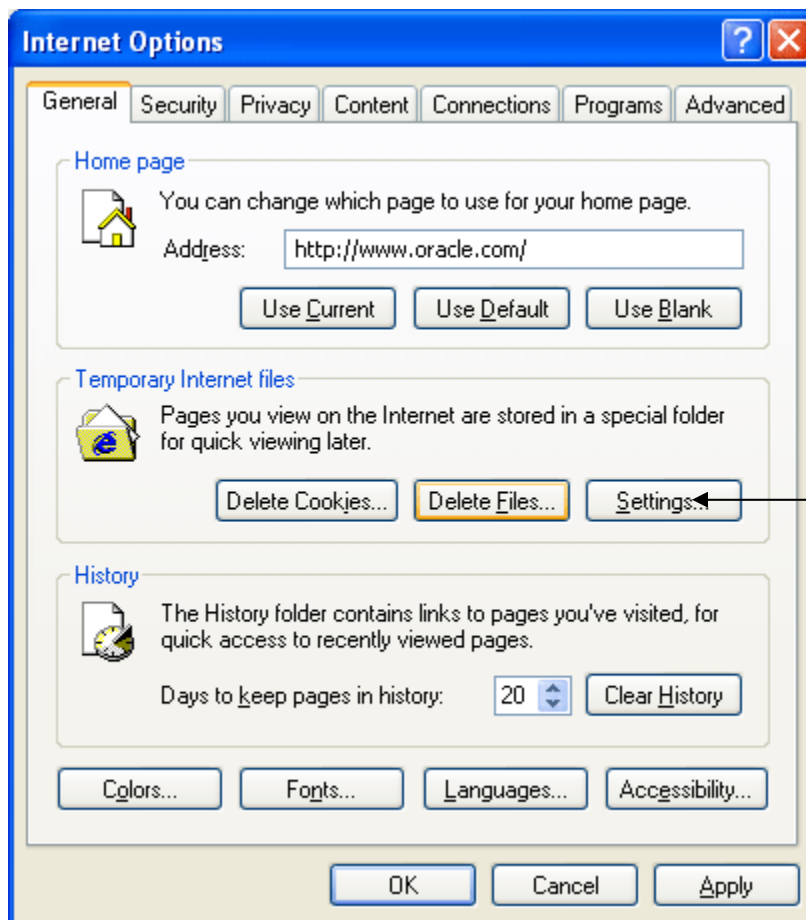 Internet Options
General Security Privacy Content Connections Programs Advanced
Home page
You can change which page to use for your home page.
Address: http://www.oracle.com/
Use Current Use Default Use Blank
Temporary Internet files
Pages you view on the Internet are stored in a special folder
for quick viewing later.
Delete Cookies... Delete Files... Settings...
History
The History folder contains links to pages you've visited, for
quick access to recently viewed pages.
Days to keep pages in history: 20 Clear History
Colors... Fonts... Languages... Accessibility...
OK Cancel Apply